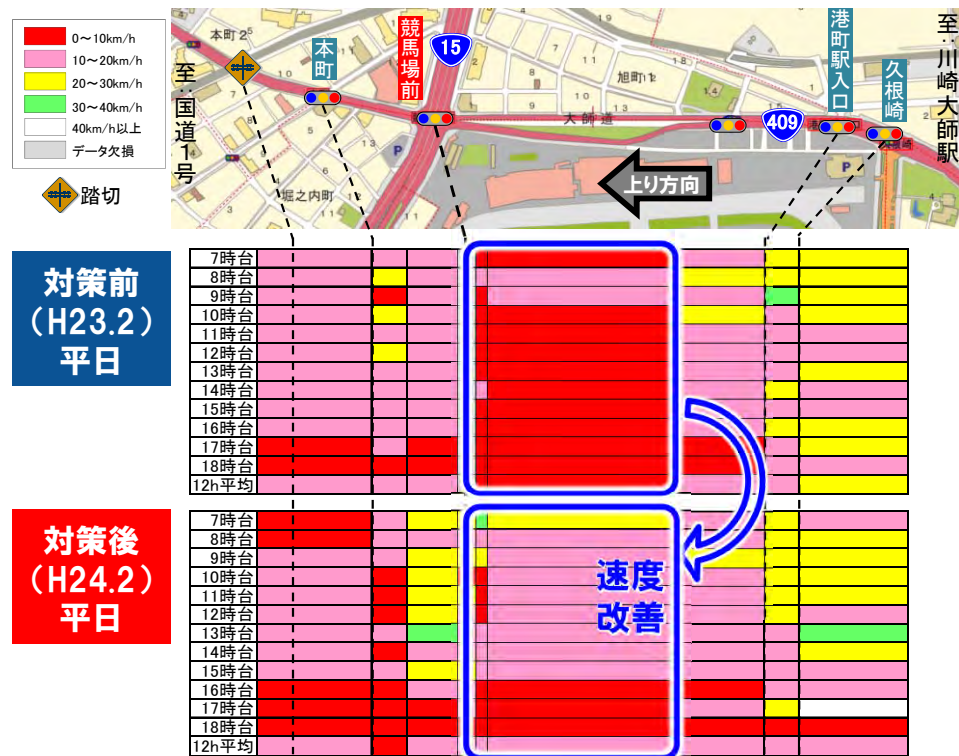 0～10km/h
10～20km/h
20～30km/h
30～40km/h
40km/h以上
データ欠損
踏切
至：国道1号
本町2
本町
競馬場前
15
旭町1
港町駅入口
久根崎
至：川崎大師駅
大師道
409
堀之内町
P
P
上り方向
対策前
（H23.2）
平日
7時台
8時台
9時台
10時台
11時台
12時台
13時台
14時台
15時台
16時台
17時台
18時台
12h平均
対策後
（H24.2）
平日
7時台
8時台
9時台
10時台
11時台
12時台
13時台
14時台
15時台
16時台
17時台
18時台
12h平均
速度
改善